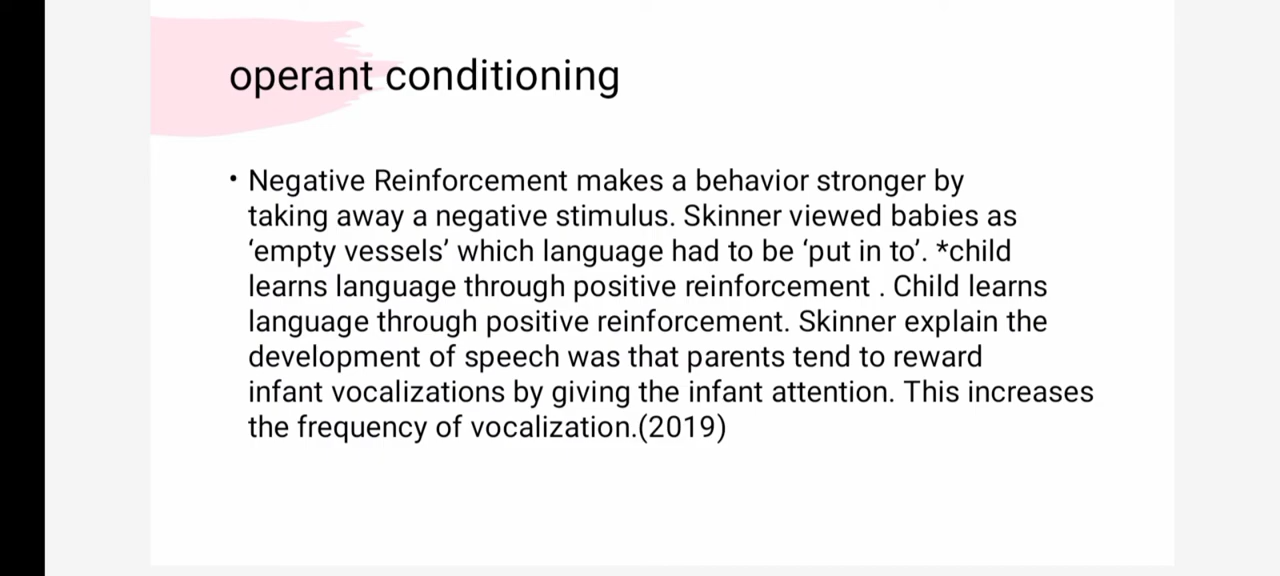 operant conditioning
• Negative Reinforcement makes a behavior stronger by
taking away a negative stimulus. Skinner viewed babies as
‘empty vessels’ which language had to be ‘put in to’. *child
learns language through positive reinforcement . Child learns
language through positive reinforcement. Skinner explain the
development of speech was that parents tend to reward
infant vocalizations by giving the infant attention. This increases
the frequency of vocalization.(2019)